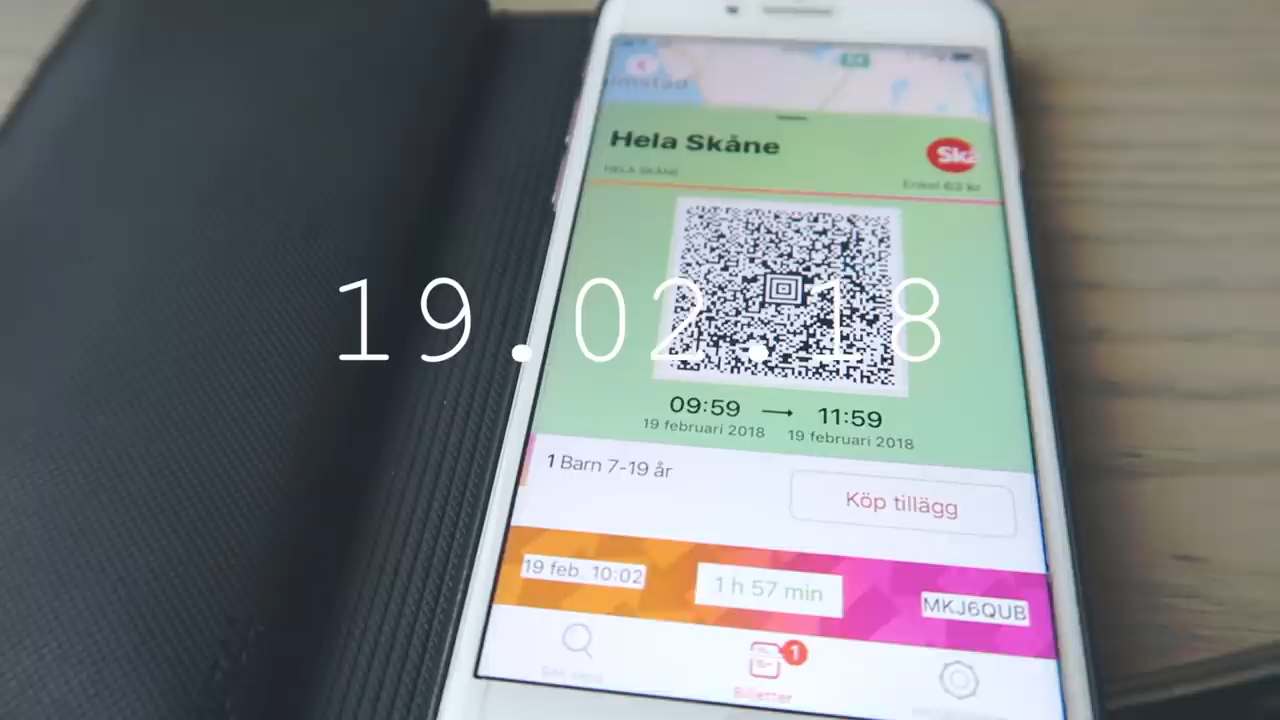 Hela Skåne
Skå
HELA SKÅNE
Enkel 63 kr
19.02.18
09:59 → 11:59
19 februari 2018 19 februari 2018
1 Barn 7-19 år
Köp tillägg
19 feb. 10:02
1 h 57 min
MKJ6QUB
1
Biljetter